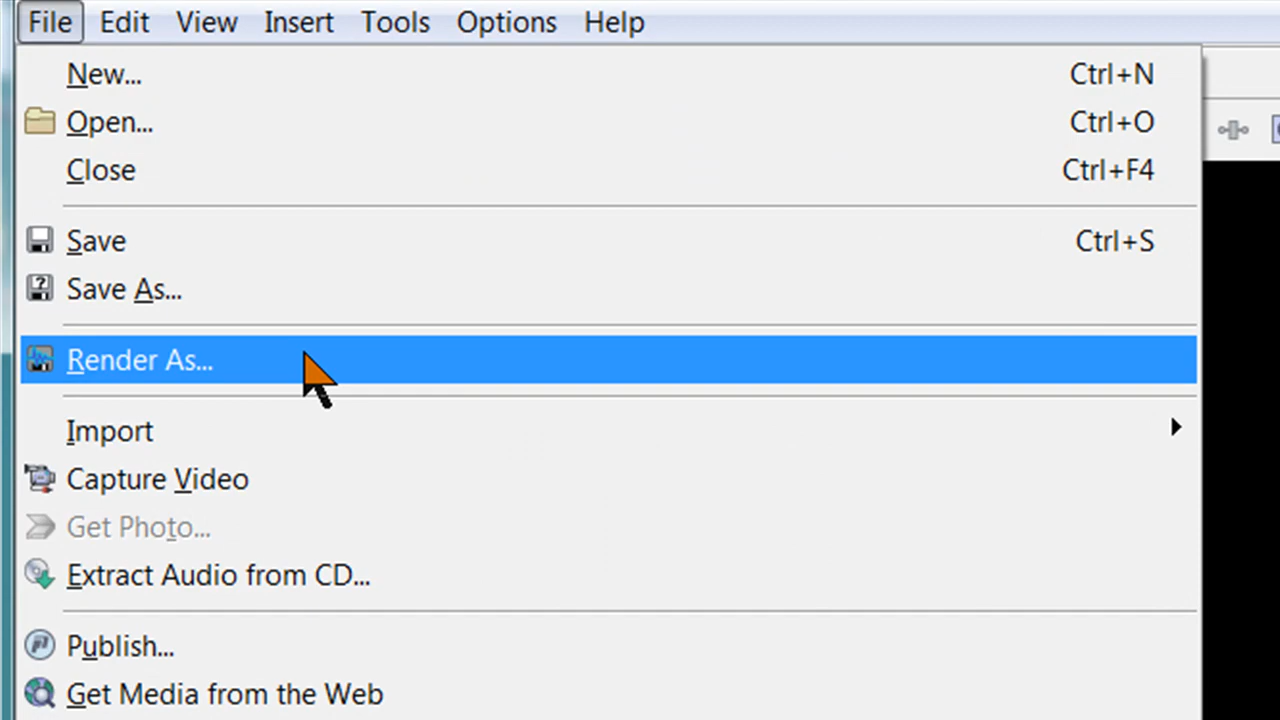 File Edit View Insert Tools Options Help
New... Ctrl+N
Open... Ctrl+O
Close Ctrl+F4
Save Ctrl+S
Save As...
Render As...
Import
Capture Video
Get Photo...
Extract Audio from CD...
Publish...
Get Media from the Web